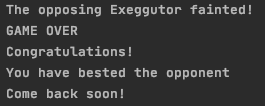 The opposing Exeggutor fainted!
GAME OVER
Congratulations!
You have bested the opponent
Come back soon!